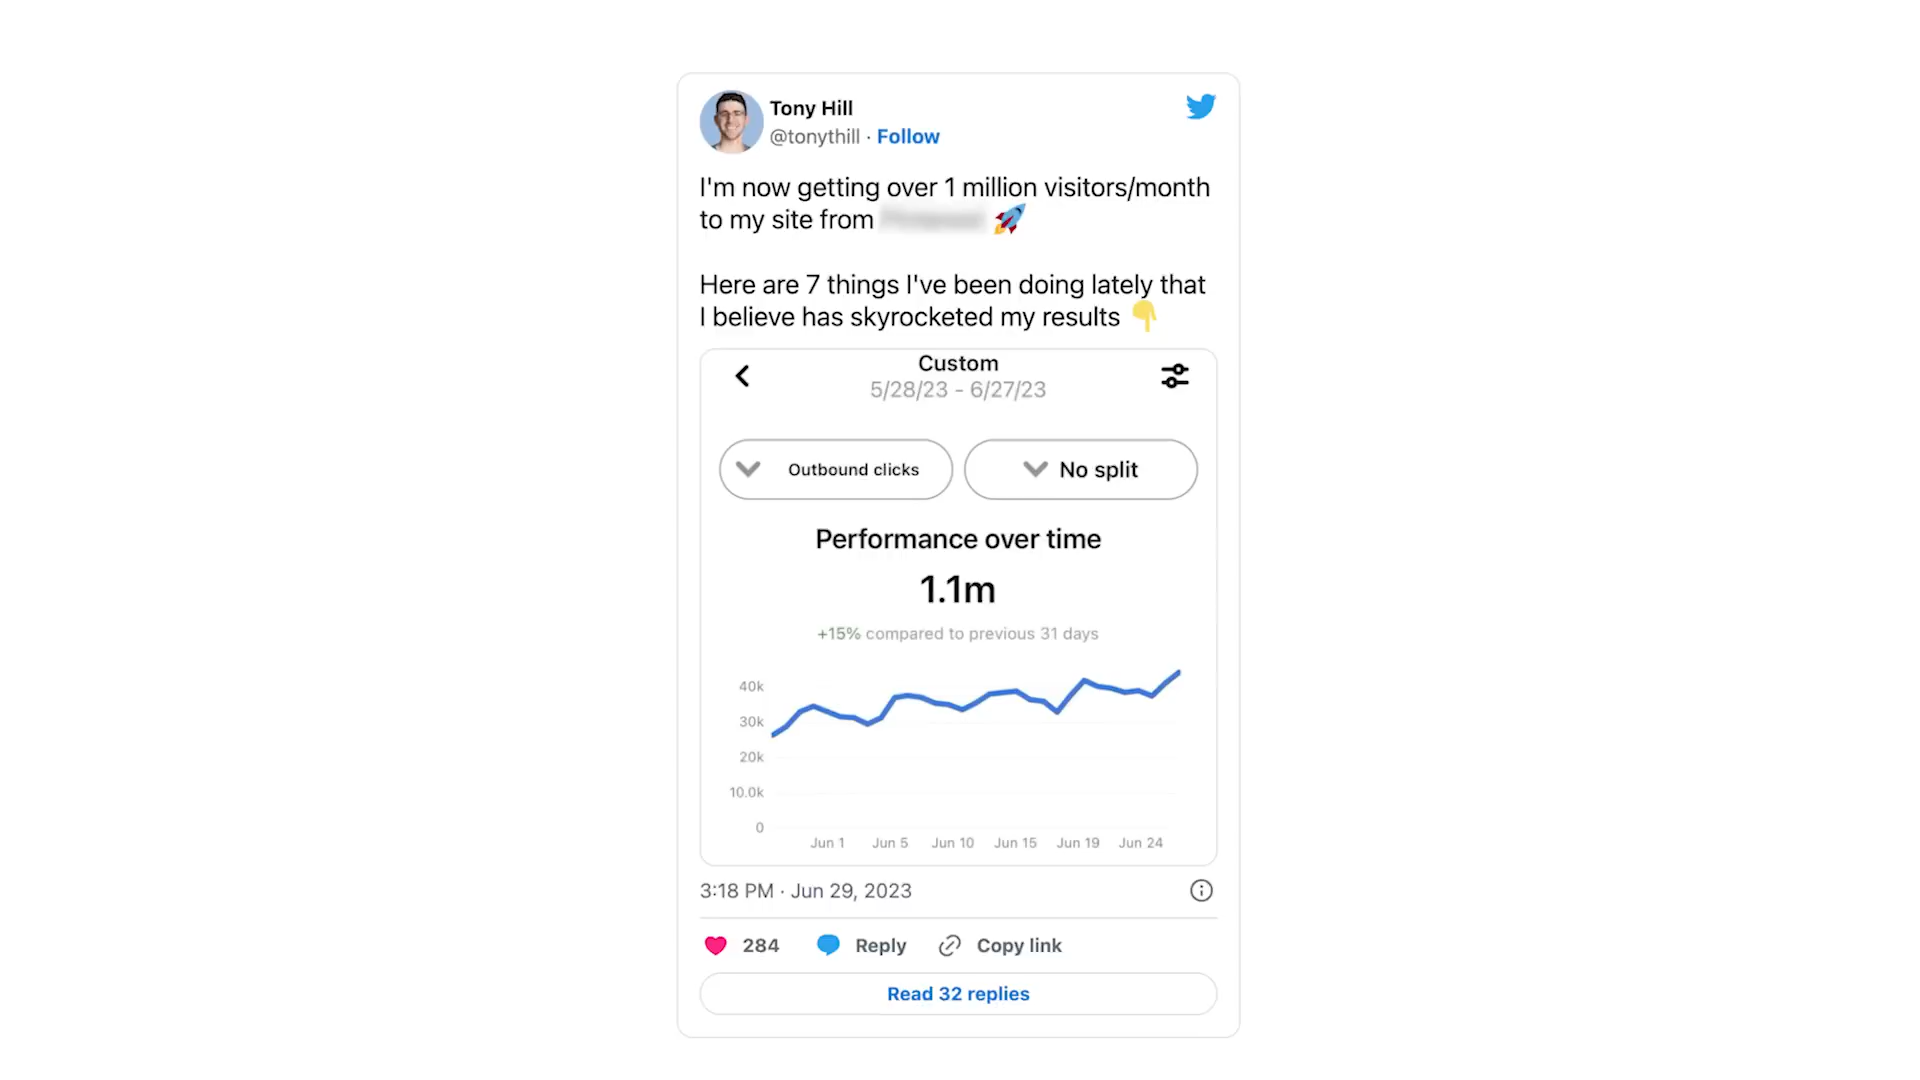 Tony Hill
@tonythill · Follow
I'm now getting over 1 million visitors/month
to my site from 🚀
Here are 7 things I've been doing lately that
I believe has skyrocketed my results 👇
Custom
5/28/23 - 6/27/23
Outbound clicks
No split
Performance over time
1.1m
+15% compared to previous 31 days
40k
30k
20k
10.0k
0
Jun 1 Jun 5 Jun 10 Jun 15 Jun 19 Jun 24
3:18 PM · Jun 29, 2023
284 Reply Copy link
Read 32 replies